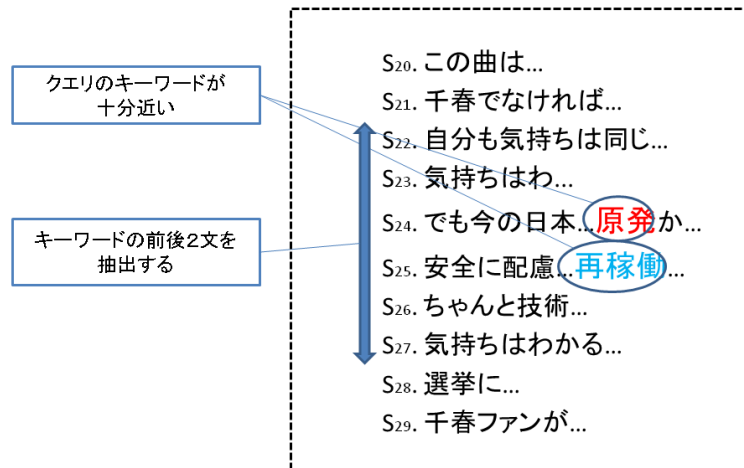 クエリのキーワードが
十分近い
キーワードの前後2文を
抽出する
S20. この曲は...
S21. 千春でなければ...
S22. 自分も気持ちは同じ...
S23. 気持ちはわ...
S24. でも今の日本...原発か...
S25. 安全に配慮...再稼働...
S26. ちゃんと技術...
S27. 気持ちはわかる...
S28. 選挙に...
S29. 千春ファンが...